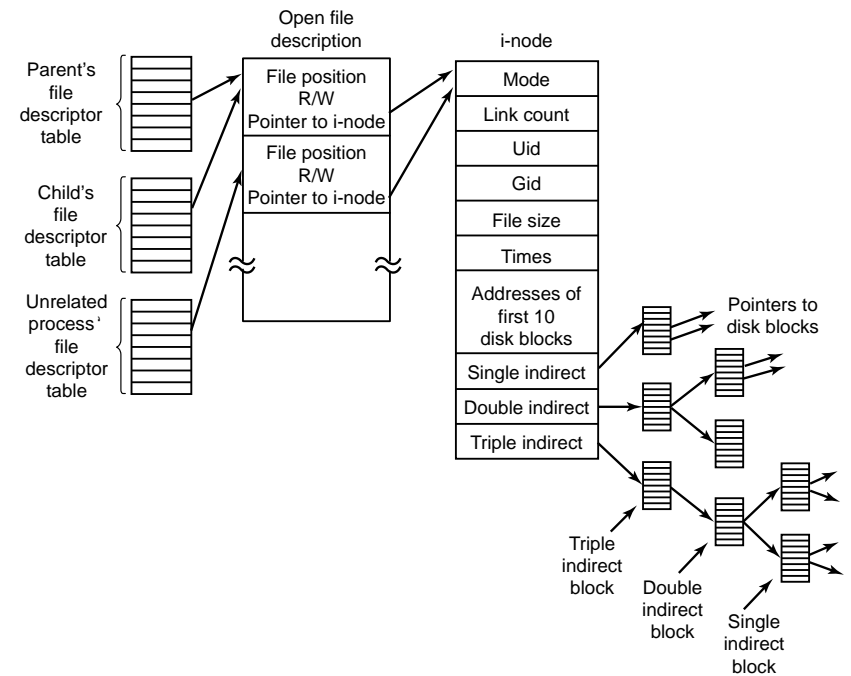 Open file
description
i-node
Parent's
file
descriptor
table
File position
R/W
Pointer to i-node
File position
R/W
Pointer to i-node
Mode
Link count
Uid
Gid
File size
Times
Addresses of
first 10
disk blocks
Single indirect
Double indirect
Triple indirect
Child's
file
descriptor
table
Unrelated
process'
file
descriptor
table
Pointers to
disk blocks
Triple
indirect
block
Double
indirect
block
Single
indirect
block